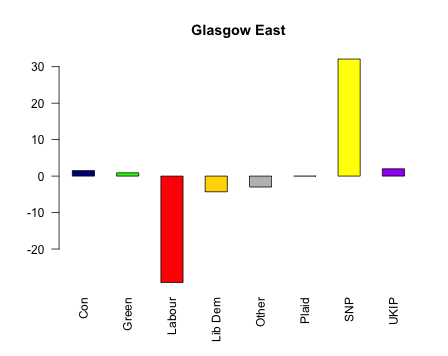 Glasgow East
30
20
10
0
-10
-20
Con
Green
Labour
Lib Dem
Other
Plaid
SNP
UKIP